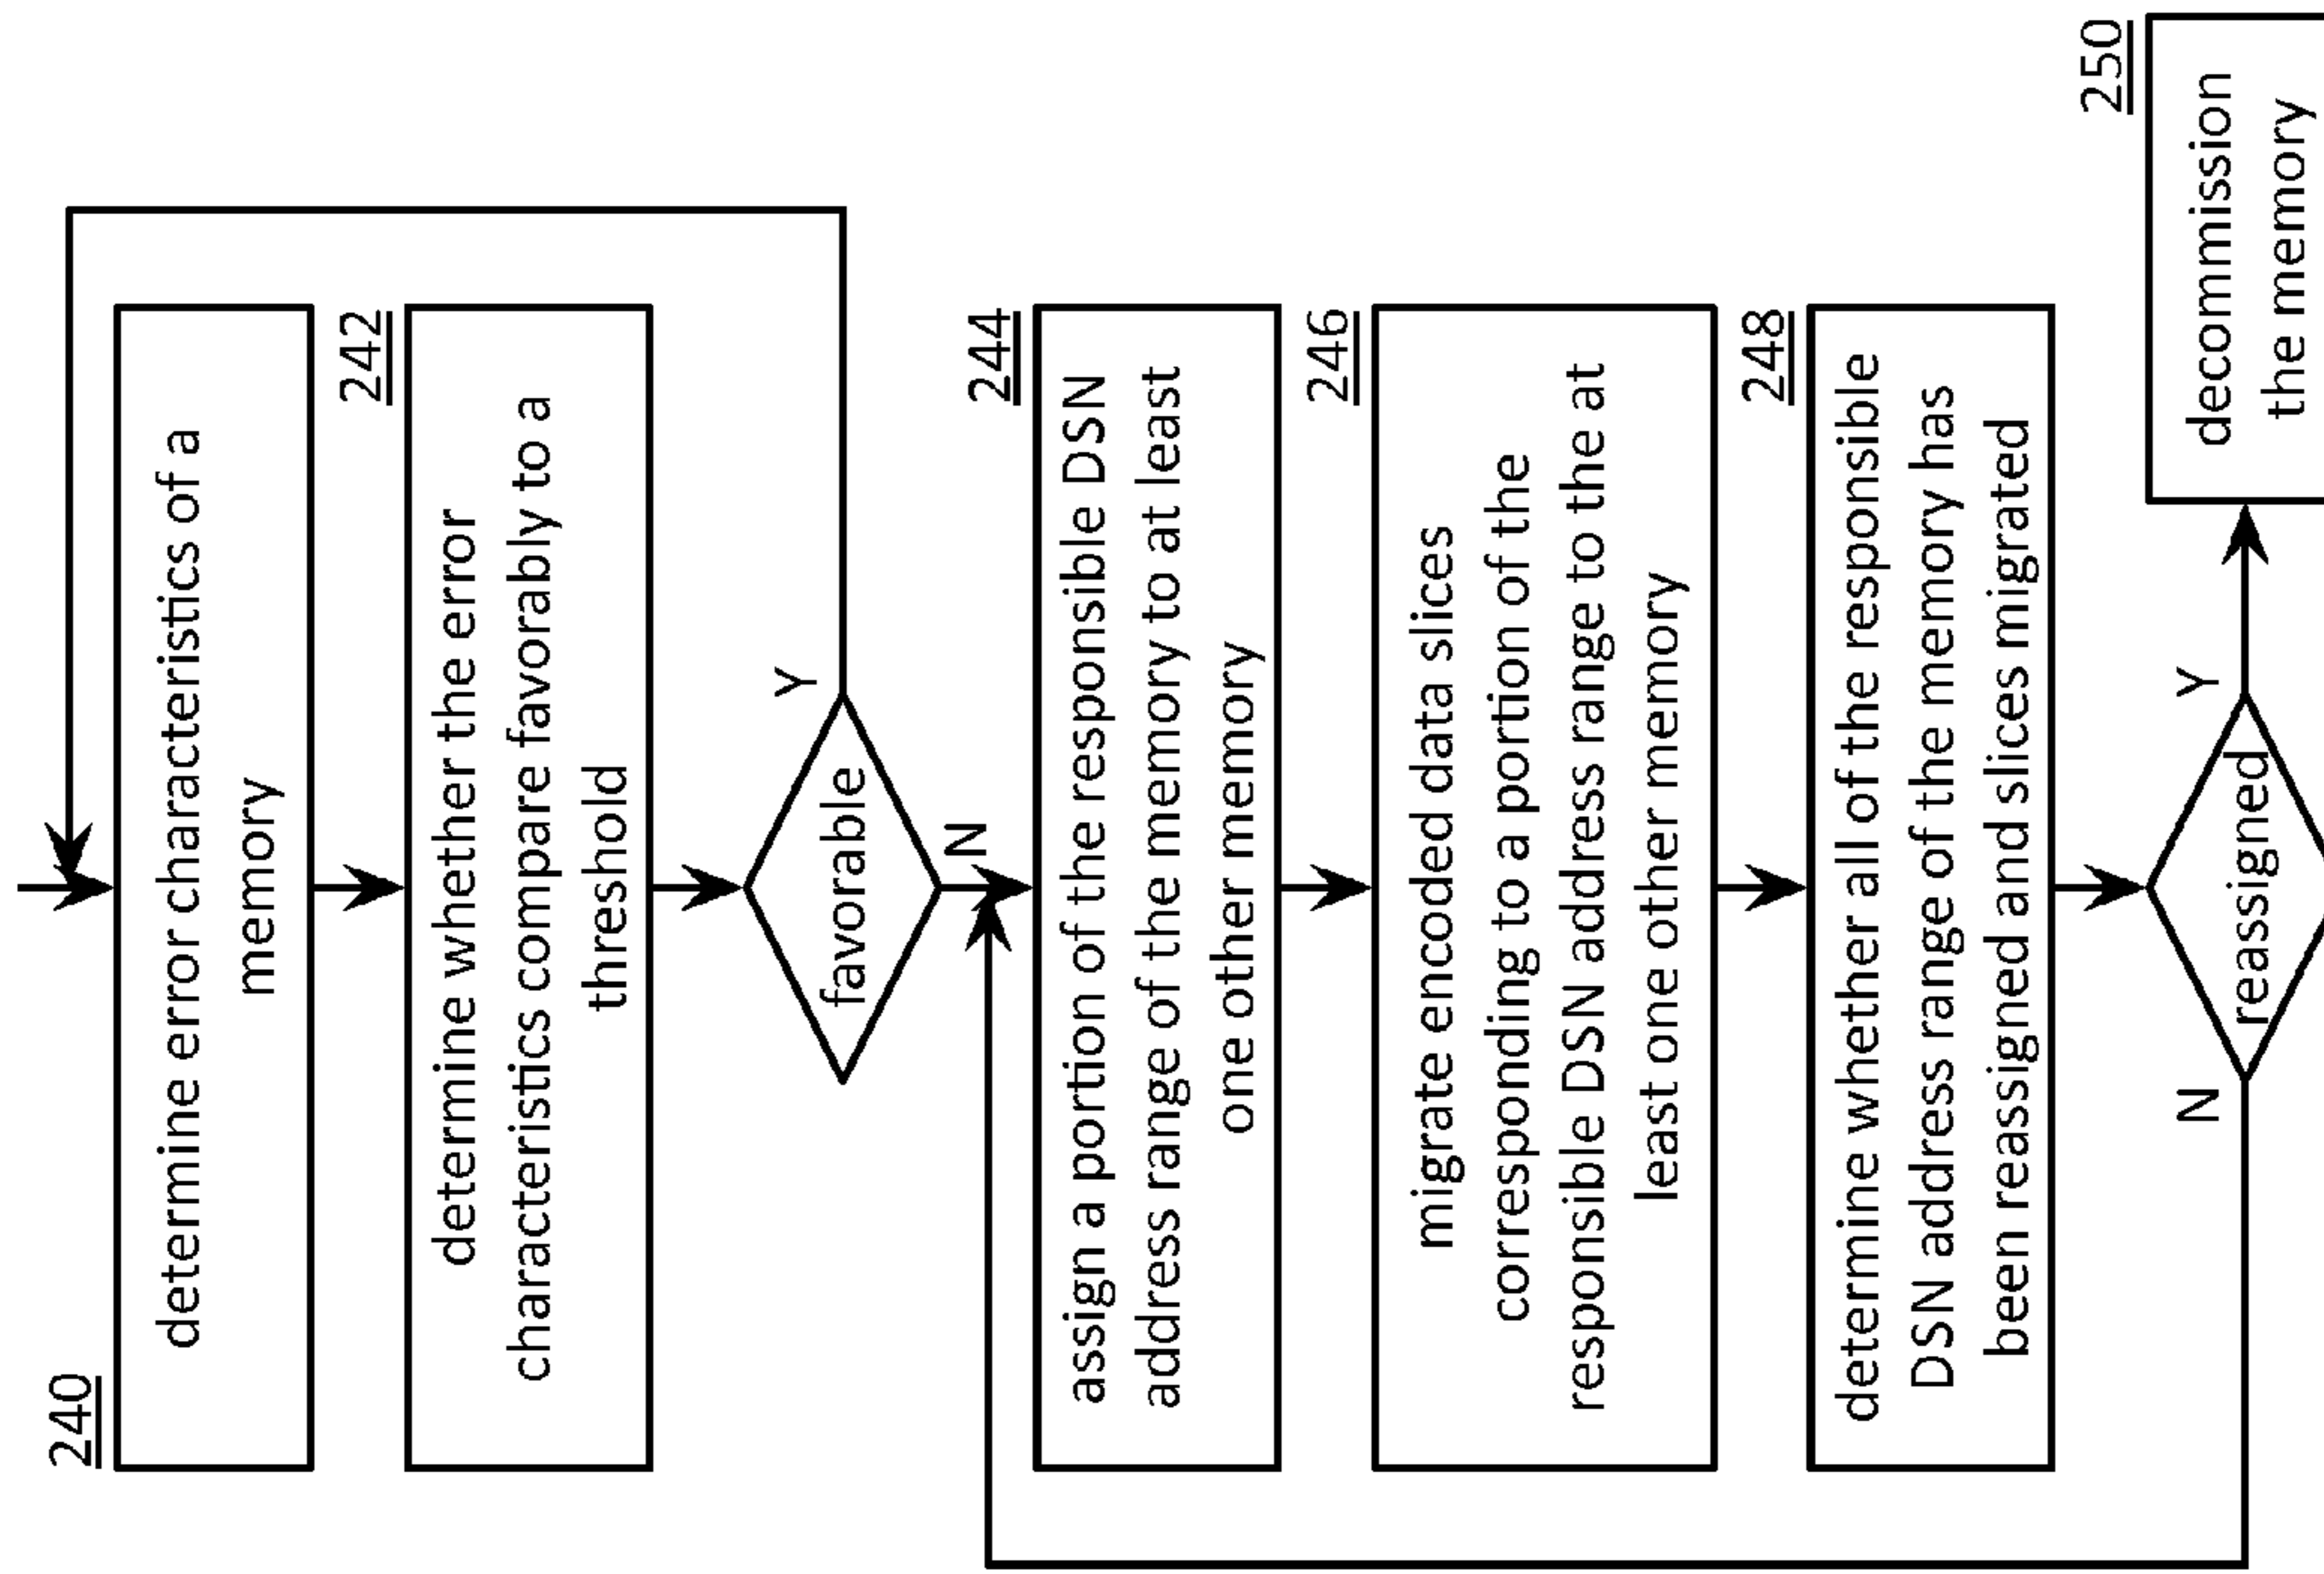 240
determine error characteristics of a
memory
242
determine whether the error
characteristics compare favorably to a
threshold
favorable
Y
N
244
assign a portion of the responsible DSN
address range of the memory to at least
one other memory
246
migrate encoded data slices
corresponding to a portion of the
responsible DSN address range to the at
least one other memory
248
determine whether all of the responsible
DSN address range of the memory has
been reassigned and slices migrated
N
reassigned
Y
250
decommission
the memory